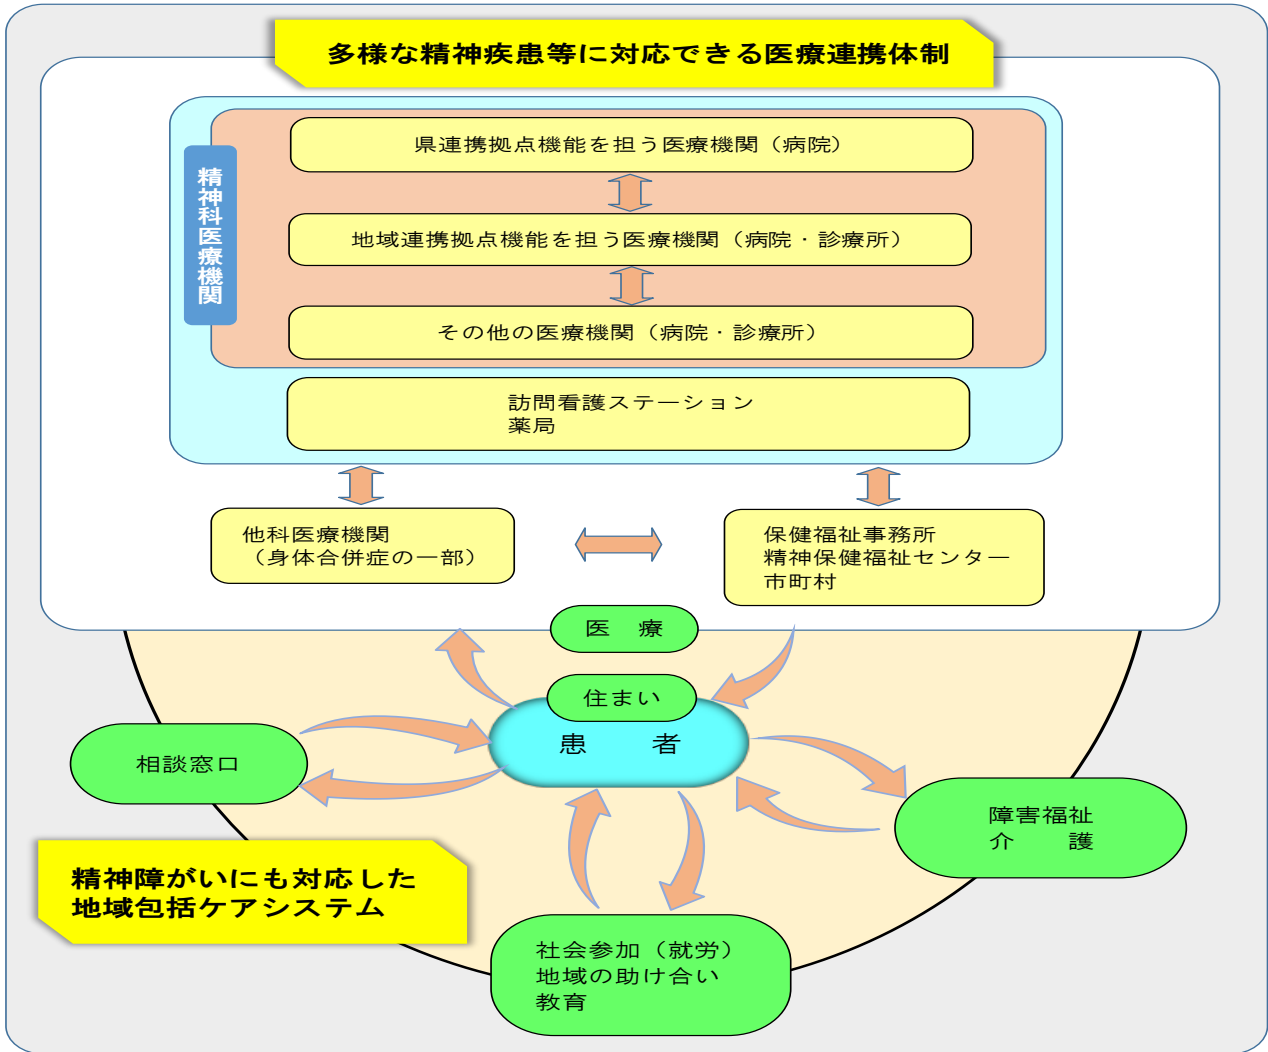 多様な精神疾患等に対応できる医療連携体制
精神科医療機関
県連携拠点機能を担う医療機関（病院）
地域連携拠点機能を担う医療機関（病院・診療所）
その他の医療機関（病院・診療所）
訪問看護ステーション
薬局
他科医療機関
（身体合併症の一部）
保健福祉事務所
精神保健福祉センター
市町村
医　療
住まい
患　　者
相談窓口
障害福祉
介　　護
精神障がいにも対応した
地域包括ケアシステム
社会参加（就労）
地域の助け合い
教育